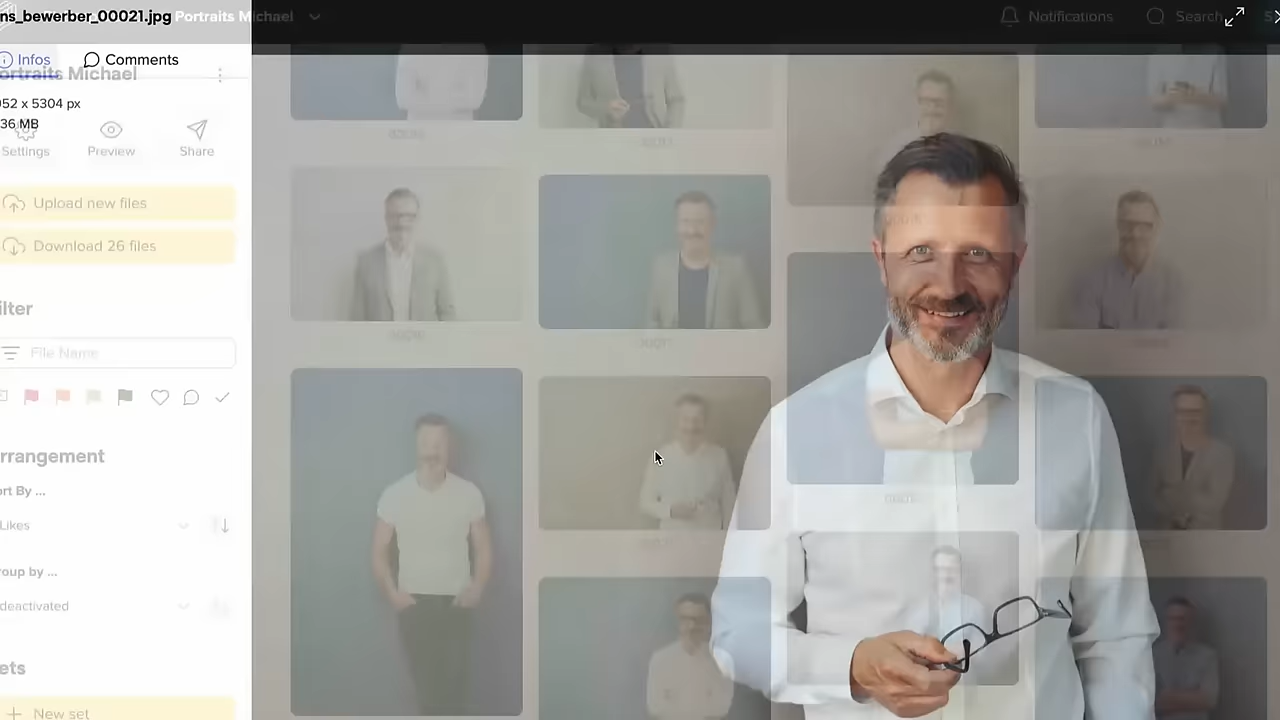 ns_bewerber_00021.jpg
Portraits Michael
Notifications
Search
Infos
Comments
ortraits Michael
52 x 5304 px
36 MB
Settings
Preview
Share
Upload new files
Download 26 files
ilter
File Name
rrangement
ort By ...
Likes
roup by ...
deactivated
ets
New set